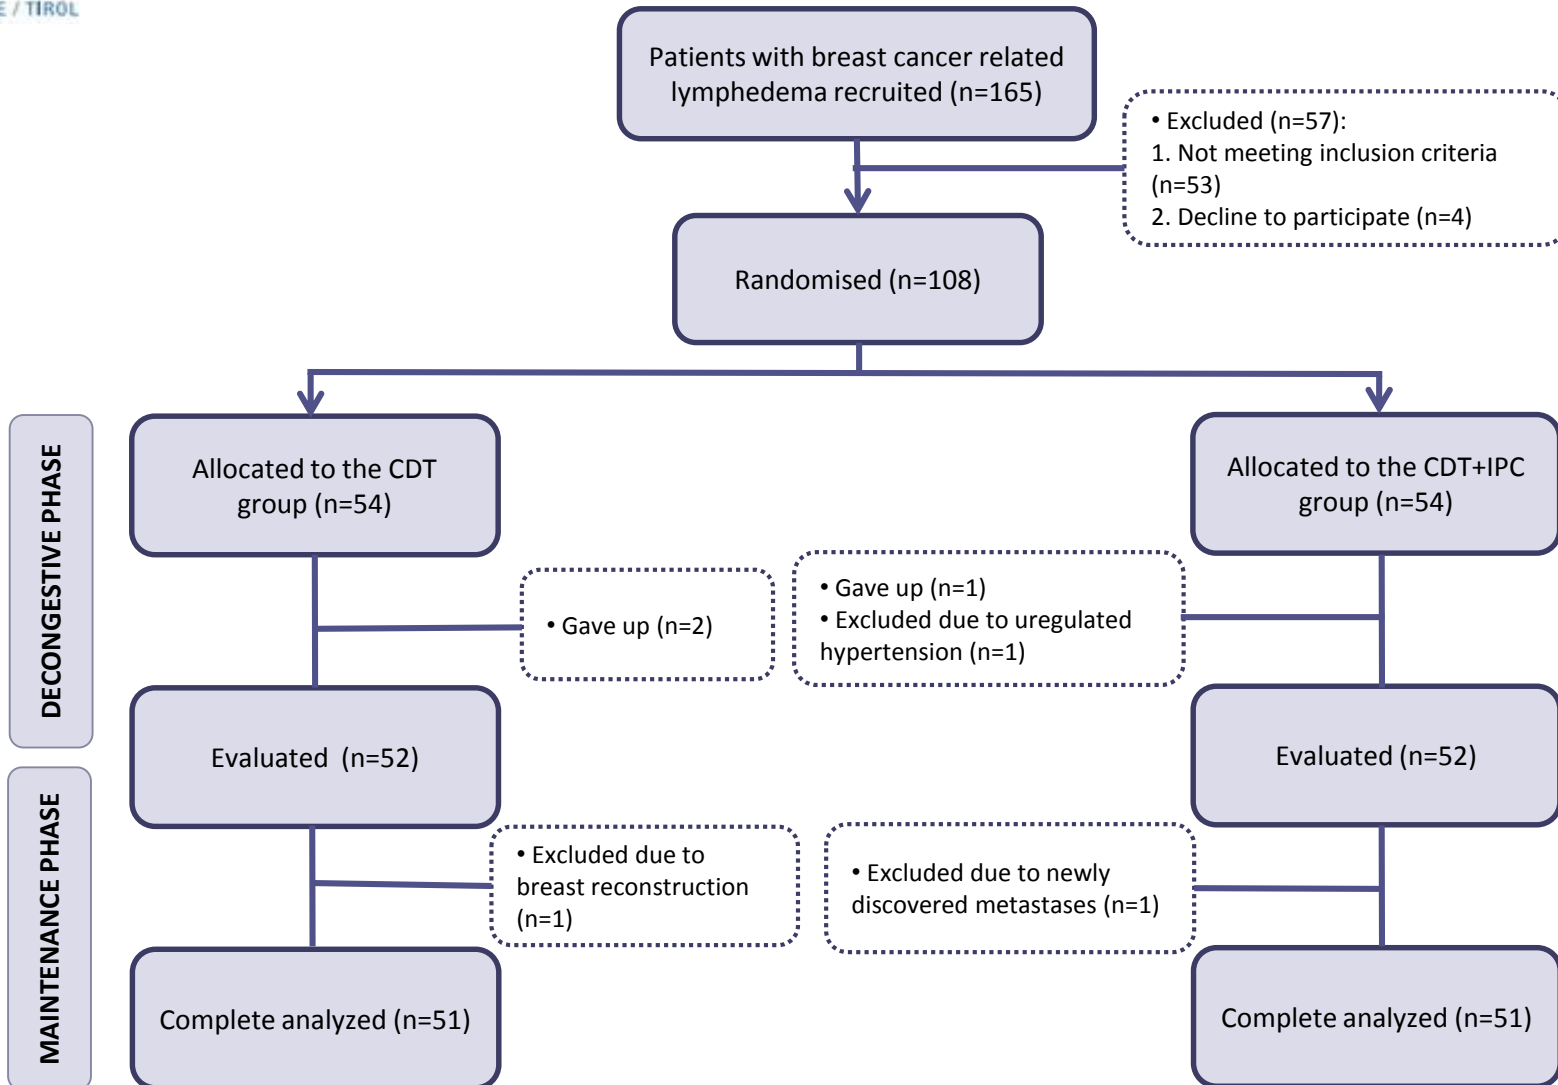 E / TIROL
Patients with breast cancer related
lymphedema recruited (n=165)
• Excluded (n=57):
1. Not meeting inclusion criteria
(n=53)
2. Decline to participate (n=4)
Randomised (n=108)
DECONGESTIVE PHASE
Allocated to the CDT
group (n=54)
Allocated to the CDT+IPC
group (n=54)
• Gave up (n=2)
• Gave up (n=1)
• Excluded due to uregulated
hypertension (n=1)
Evaluated (n=52)
Evaluated (n=52)
MAINTENANCE PHASE
• Excluded due to
breast reconstruction
(n=1)
• Excluded due to newly
discovered metastases (n=1)
Complete analyzed (n=51)
Complete analyzed (n=51)